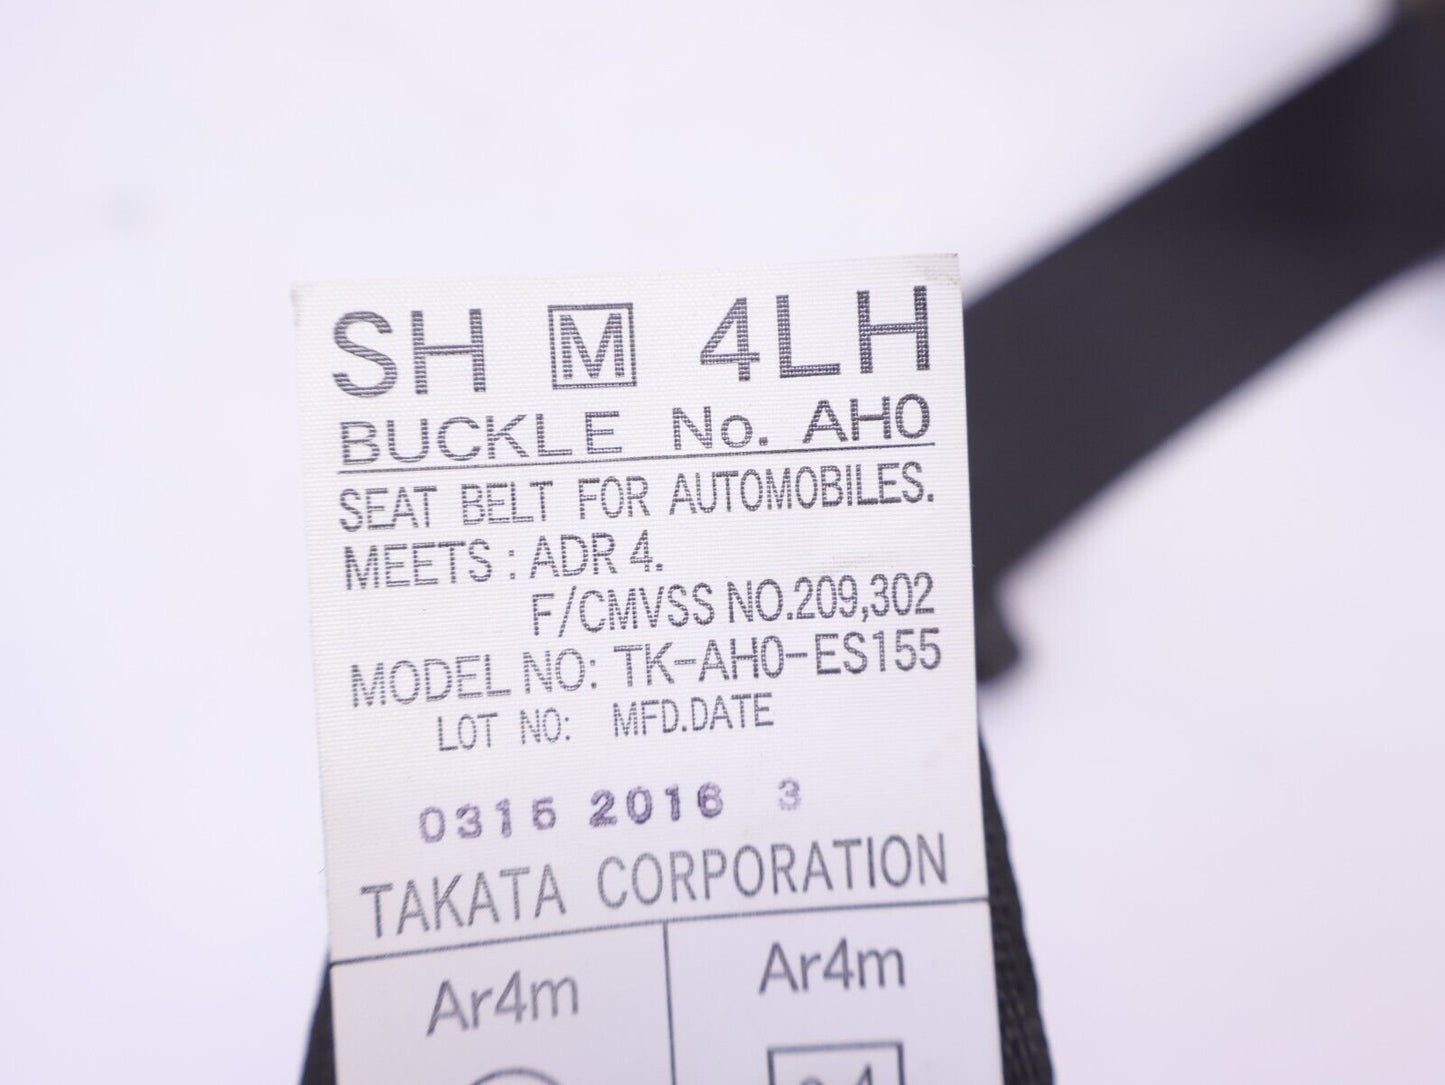 SH M 4LH
BUCKLE No. AH0
SEAT BELT FOR AUTOMOBILES.
MEETS : ADR 4.
F/CMVSS NO.209,302
MODEL NO: TK-AH0-ES155
LOT NO: MFD.DATE
0315 2016 3
TAKATA CORPORATION
Ar4m Ar4m